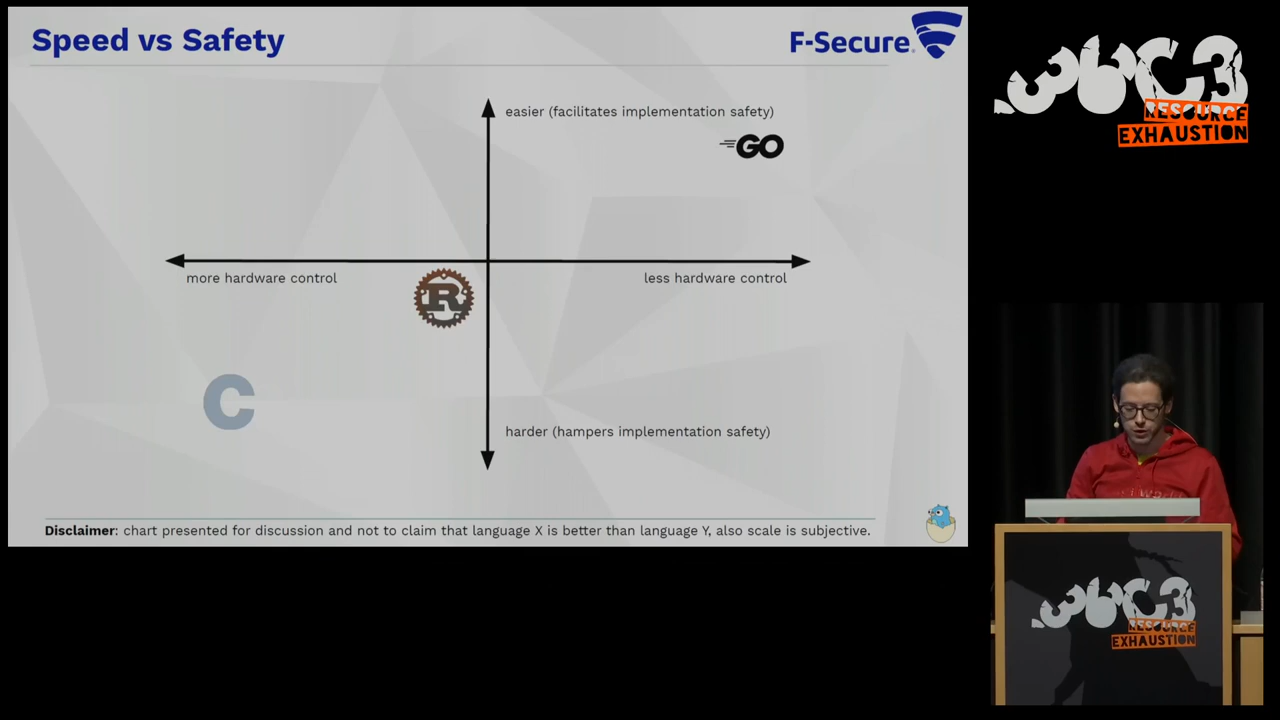 Speed vs Safety
F-Secure.
36C3
RESOURCE
EXHAUSTION
easier (facilitates implementation safety)
GO
more hardware control
less hardware control
R
C
harder (hampers implementation safety)
Disclaimer: chart presented for discussion and not to claim that language X is better than language Y, also scale is subjective.
36C3
RESOURCE
EXHAUSTION